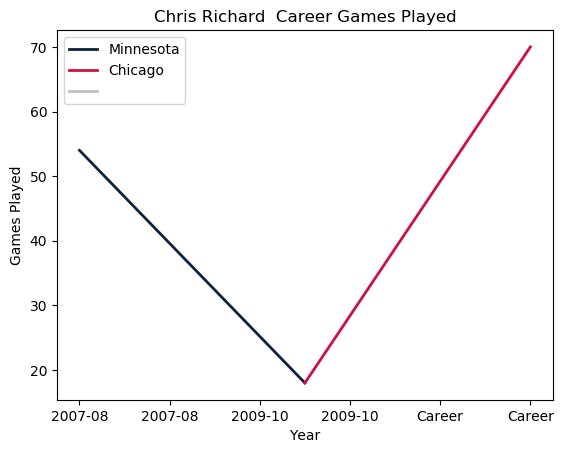 Chris Richard  Career Games Played
Minnesota
Chicago
70
60
50
40
30
20
Games Played
2007-08 2007-08 2009-10 2009-10 Career Career
Year